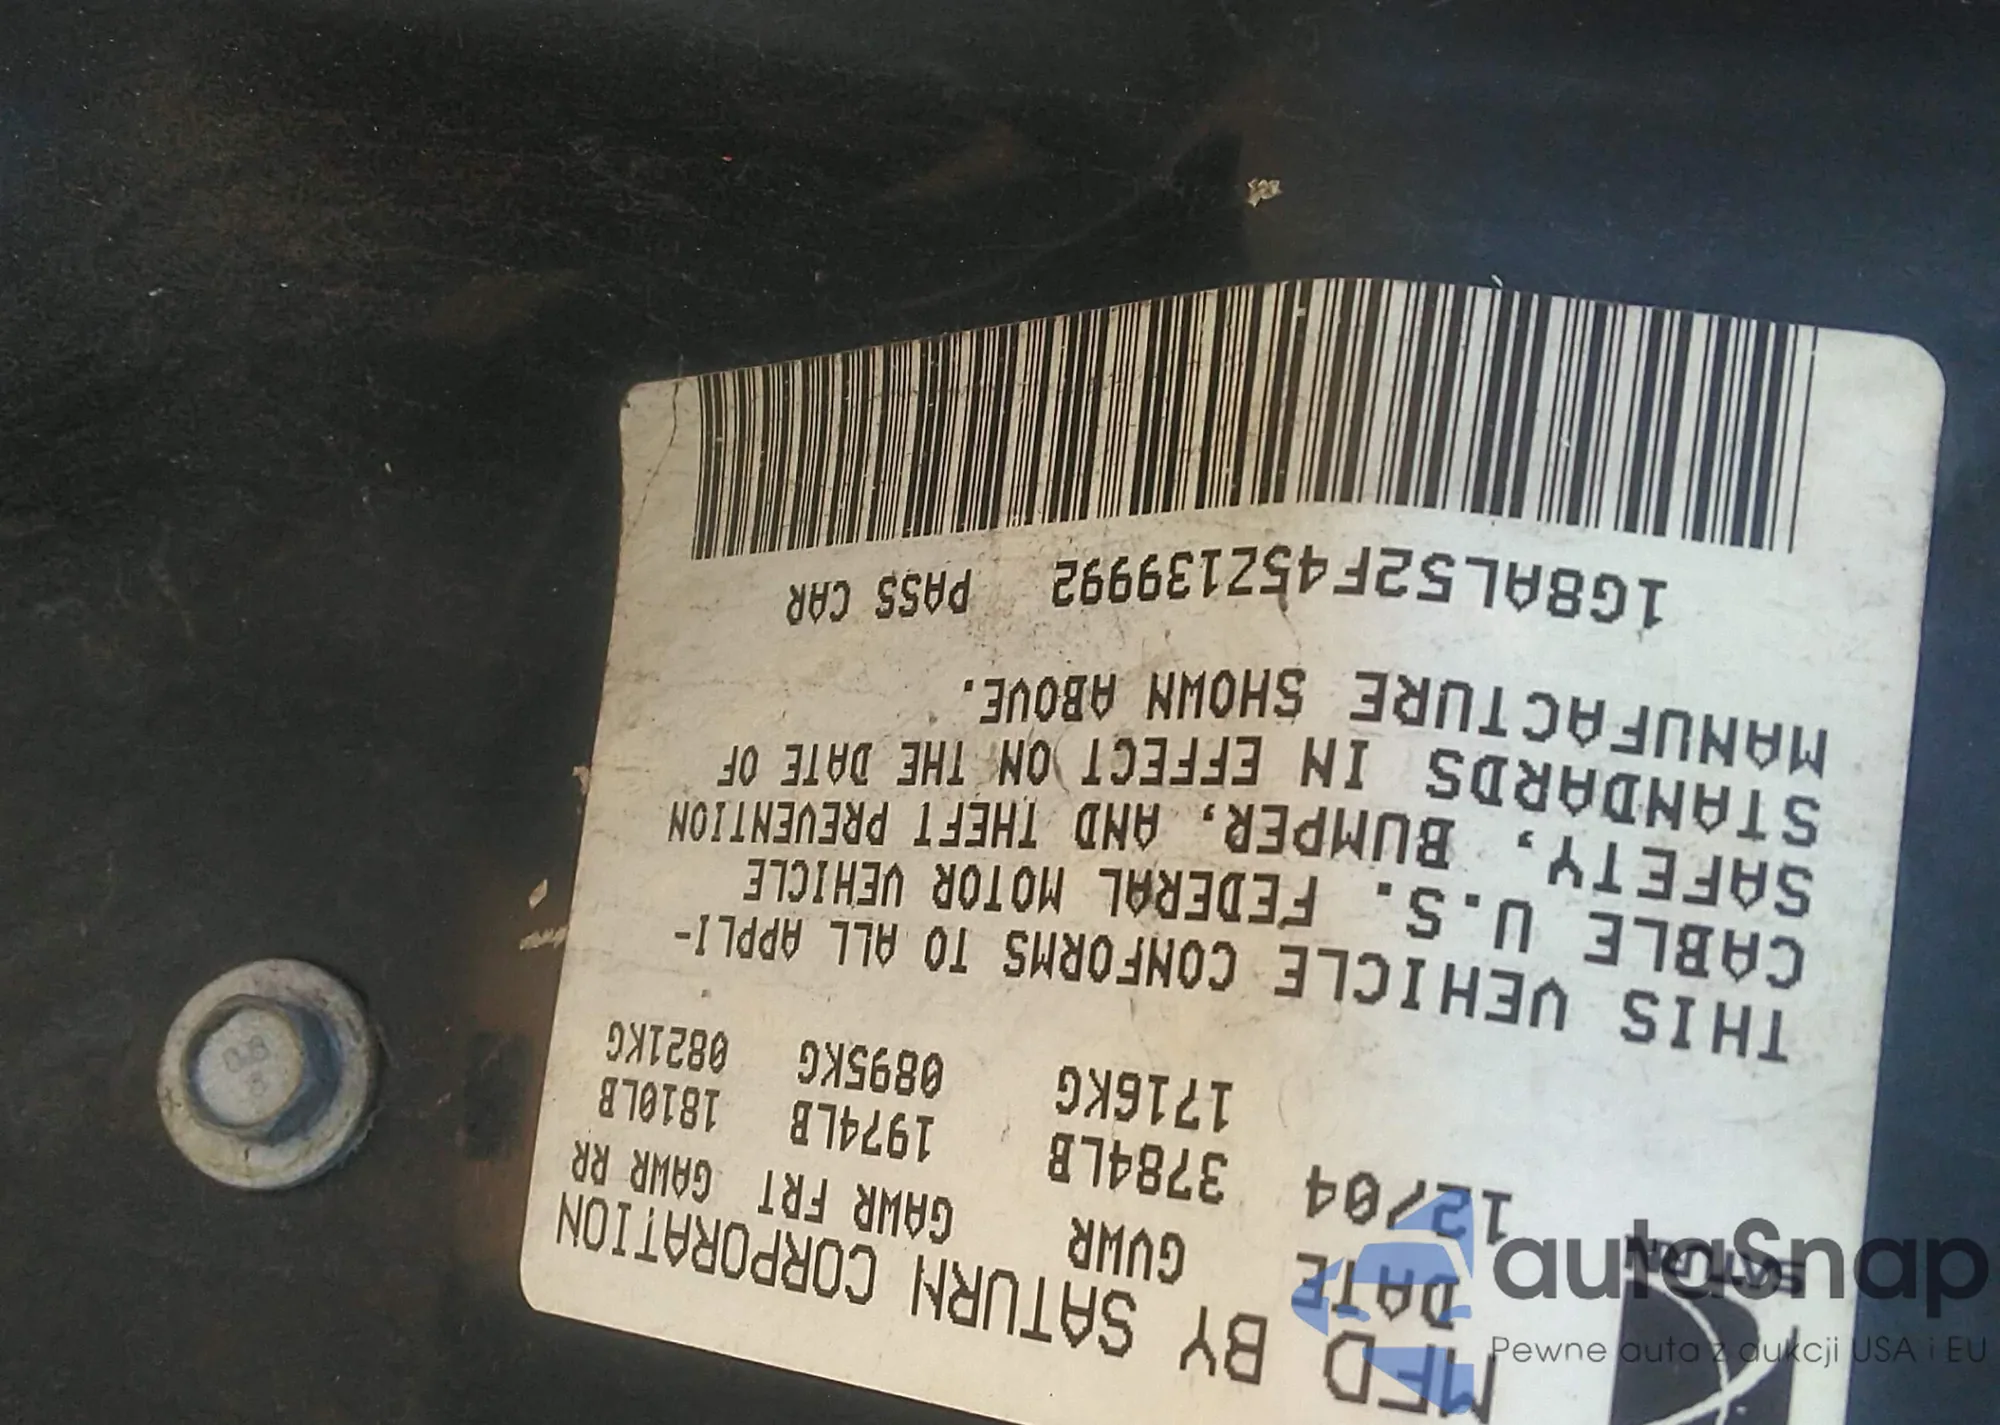 SATURN
MFD BY SATURN CORPORATION
DATE GVWR GAWR FRT GAWR RR
12/04 3784LB 1974LB 1810LB
1716KG 0895KG 0821KG
THIS VEHICLE CONFORMS TO ALL APPLI-
CABLE U.S. FEDERAL MOTOR VEHICLE
SAFETY, BUMPER, AND THEFT PREVENTION
STANDARDS IN EFFECT ON THE DATE OF
MANUFACTURE SHOWN ABOVE.
1G8AL52F45Z139992 PASS CAR
autaSnap
Pewne auta z aukcji USA i EU